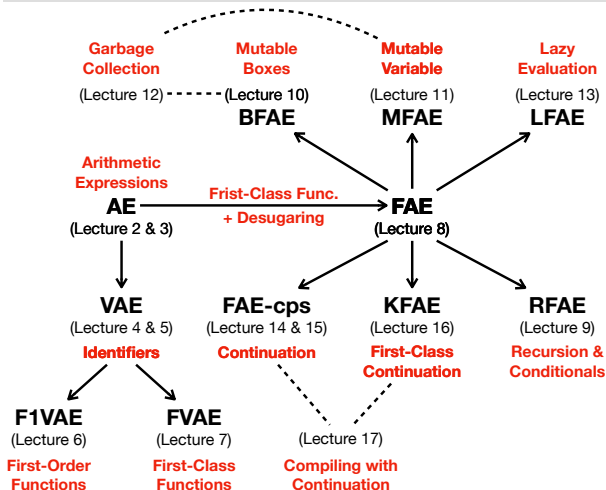 Garbage
Collection
(Lecture 12)
Mutable
Boxes
(Lecture 10)
BFAE
Mutable
Variable
(Lecture 11)
MFAE
Lazy
Evaluation
(Lecture 13)
LFAE
Arithmetic
Expressions
AE
(Lecture 2 & 3)
Frist-Class Func.
+ Desugaring
FAE
(Lecture 8)
VAE
(Lecture 4 & 5)
Identifiers
FAE-cps
(Lecture 14 & 15)
Continuation
KFAE
(Lecture 16)
First-Class
Continuation
RFAE
(Lecture 9)
Recursion &
Conditionals
F1VAE
(Lecture 6)
First-Order
Functions
FVAE
(Lecture 7)
First-Class
Functions
(Lecture 17)
Compiling with
Continuation